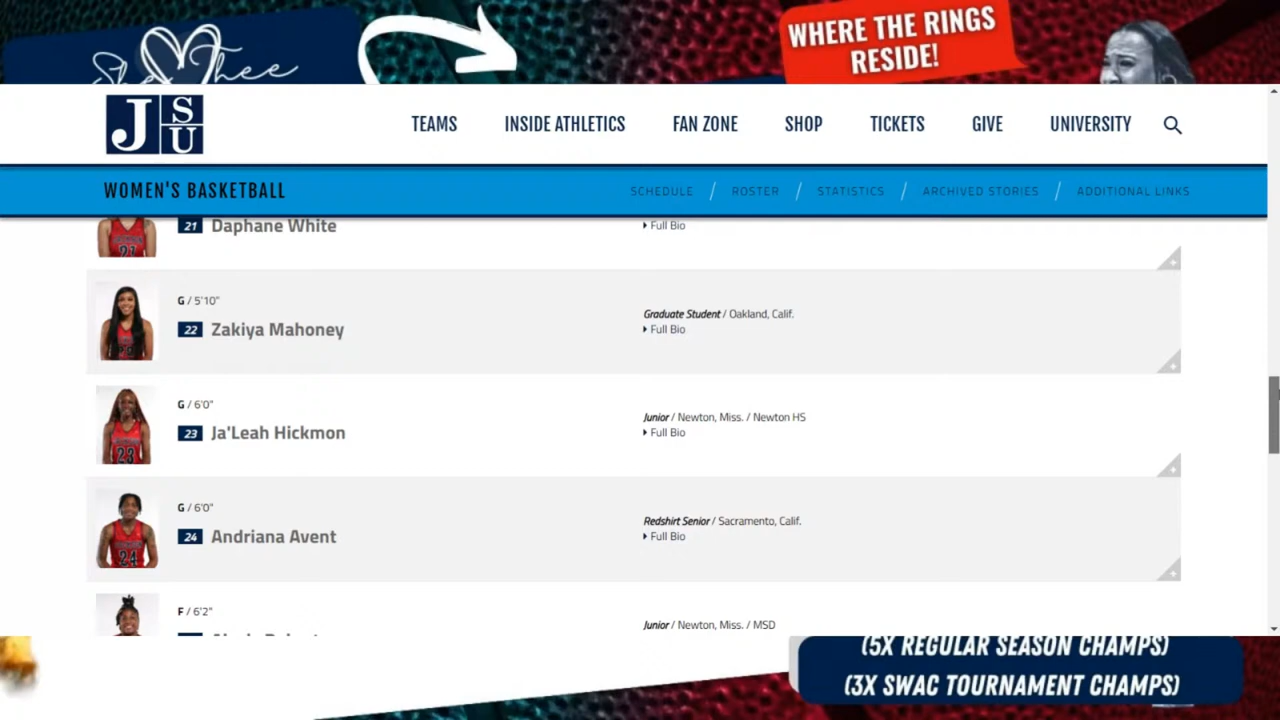 She Thee
WHERE THE RINGS
RESIDE!
J S U
TEAMS INSIDE ATHLETICS FAN ZONE SHOP TICKETS GIVE UNIVERSITY
WOMEN'S BASKETBALL SCHEDULE / ROSTER / STATISTICS / ARCHIVED STORIES / ADDITIONAL LINKS
21 Daphane White Full Bio
G / 5'10"
22 Zakiya Mahoney
Graduate Student / Oakland, Calif.
Full Bio
G / 6'0"
23 Ja'Leah Hickmon
Junior / Newton, Miss. / Newton HS
Full Bio
G / 6'0"
24 Andriana Avent
Redshirt Senior / Sacramento, Calif.
Full Bio
F / 6'2"
Junior / Newton, Miss. / MSD
(5X REGULAR SEASON CHAMPS)
(3X SWAC TOURNAMENT CHAMPS)